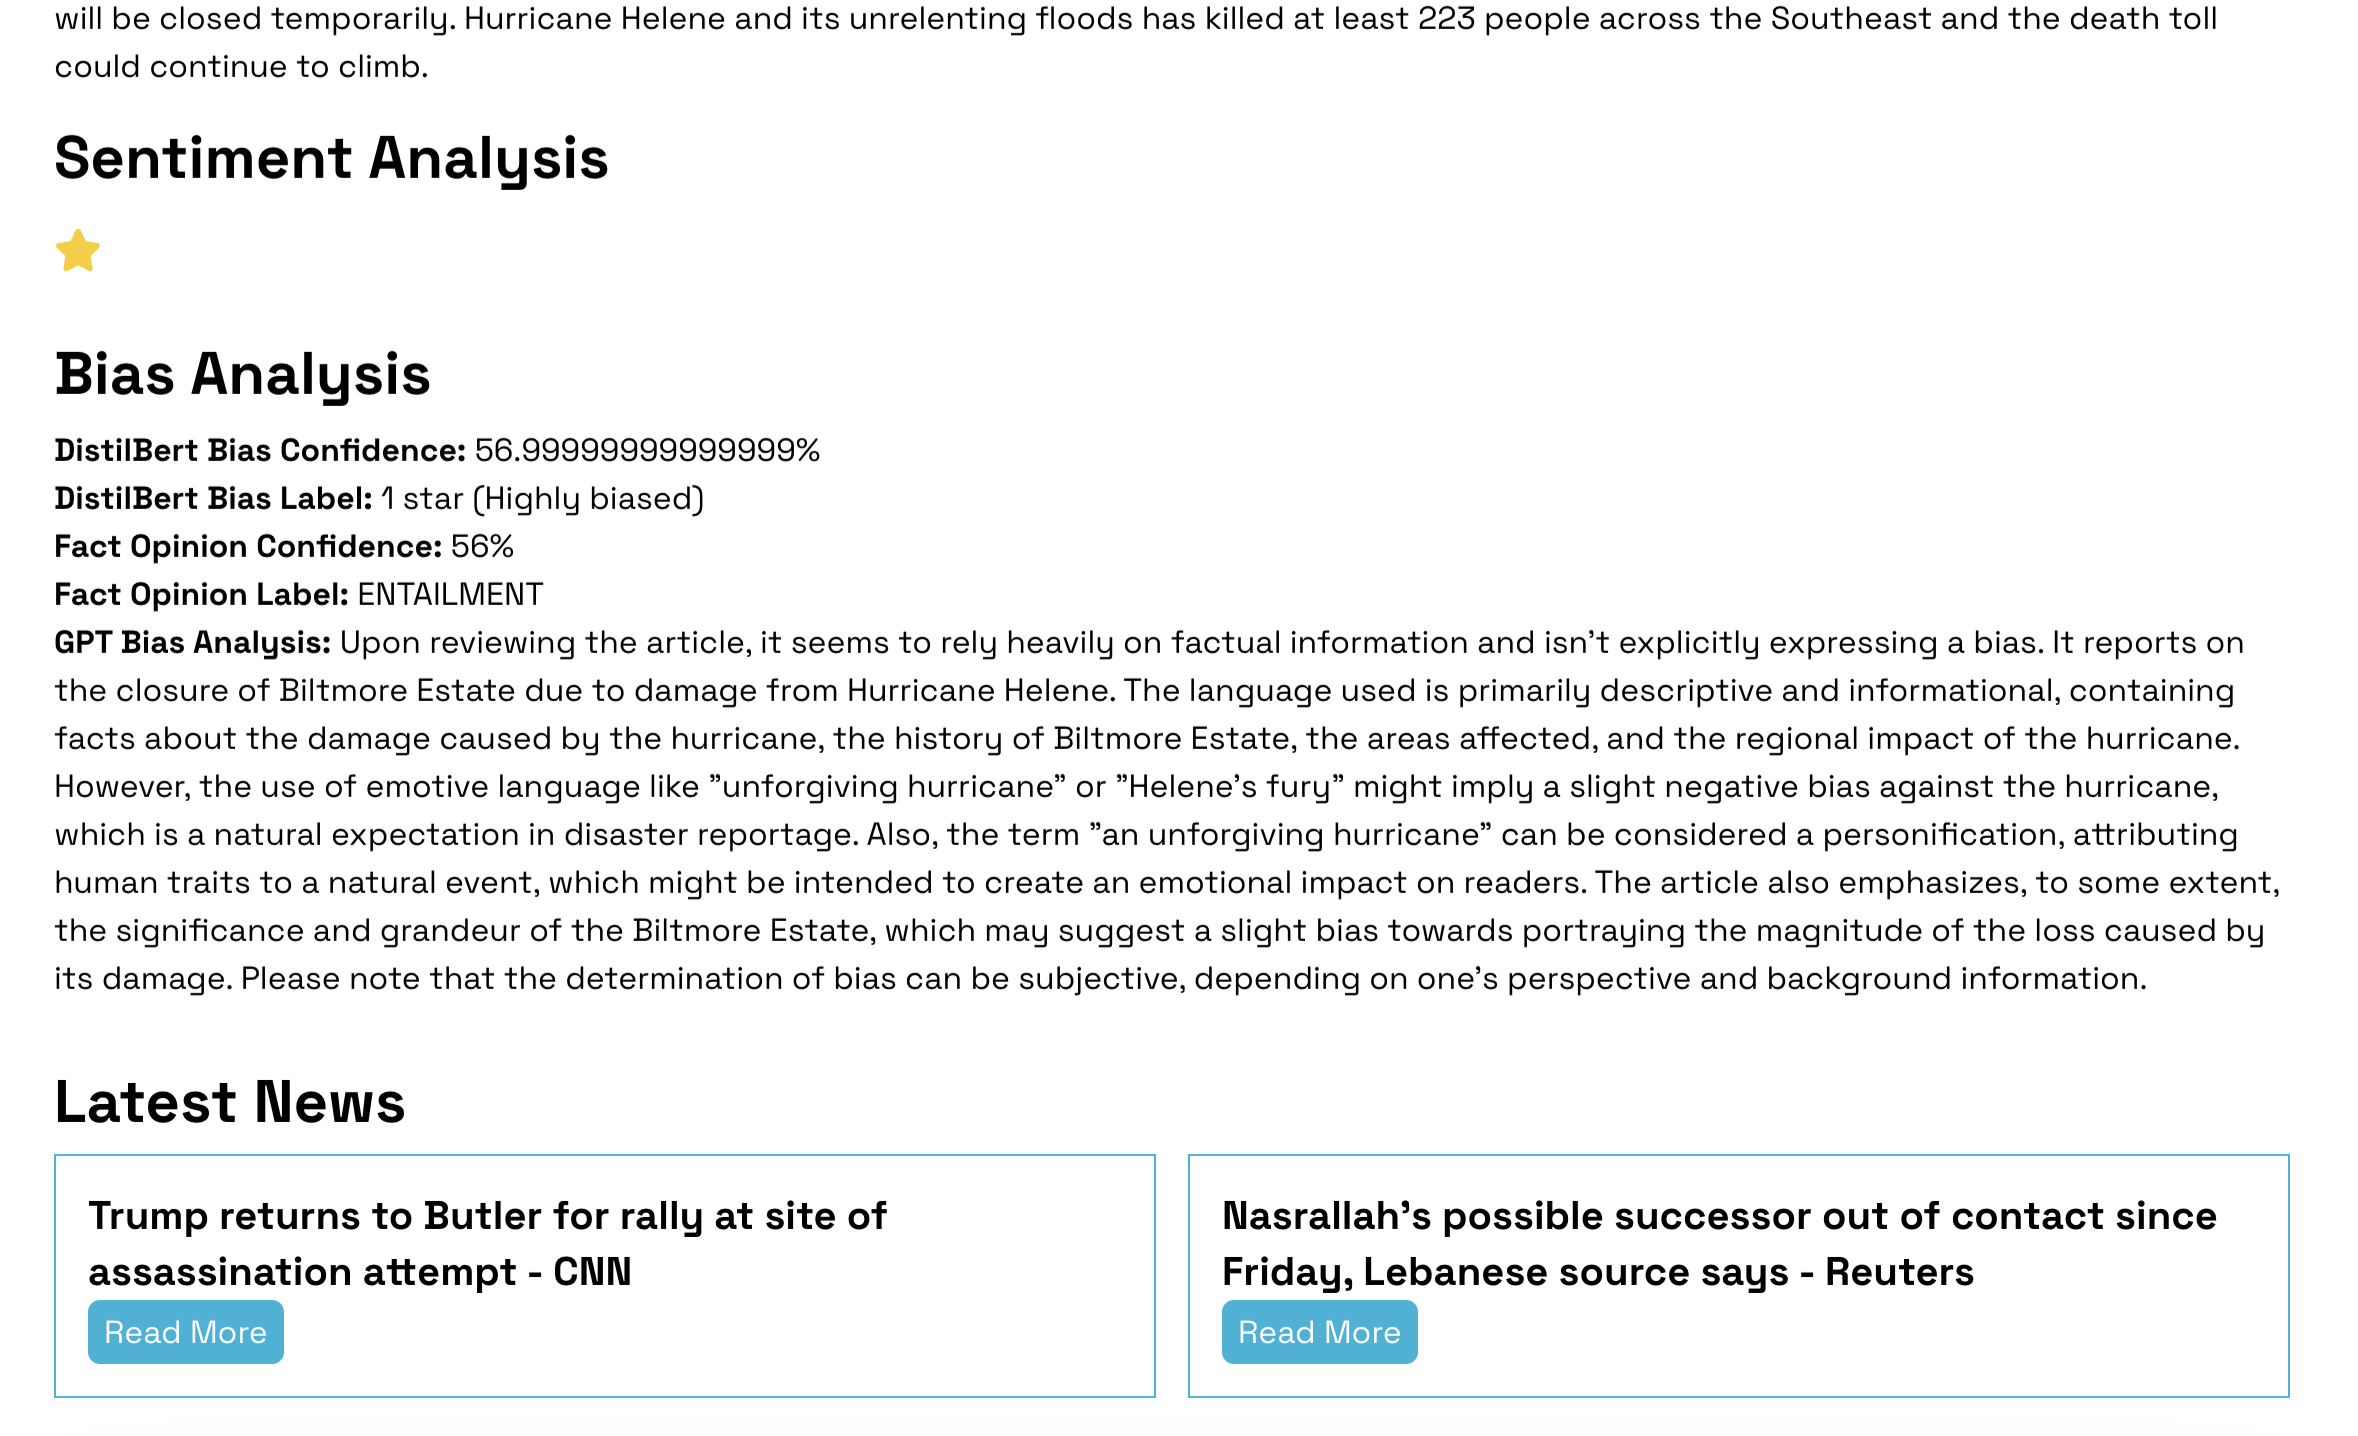 will be closed temporarily. Hurricane Helene and its unrelenting floods has killed at least 223 people across the Southeast and the death toll
could continue to climb.
Sentiment Analysis
Bias Analysis
DistilBert Bias Confidence: 56.99999999999999%
DistilBert Bias Label: 1 star (Highly biased)
Fact Opinion Confidence: 56%
Fact Opinion Label: ENTAILMENT
GPT Bias Analysis: Upon reviewing the article, it seems to rely heavily on factual information and isn't explicitly expressing a bias. It reports on
the closure of Biltmore Estate due to damage from Hurricane Helene. The language used is primarily descriptive and informational, containing
facts about the damage caused by the hurricane, the history of Biltmore Estate, the areas affected, and the regional impact of the hurricane.
However, the use of emotive language like "unforgiving hurricane" or "Helene's fury" might imply a slight negative bias against the hurricane,
which is a natural expectation in disaster reportage. Also, the term "an unforgiving hurricane" can be considered a personification, attributing
human traits to a natural event, which might be intended to create an emotional impact on readers. The article also emphasizes, to some extent,
the significance and grandeur of the Biltmore Estate, which may suggest a slight bias towards portraying the magnitude of the loss caused by
its damage. Please note that the determination of bias can be subjective, depending on one's perspective and background information.
Latest News
Trump returns to Butler for rally at site of
assassination attempt - CNN
Read More
Nasrallah's possible successor out of contact since
Friday, Lebanese source says - Reuters
Read More